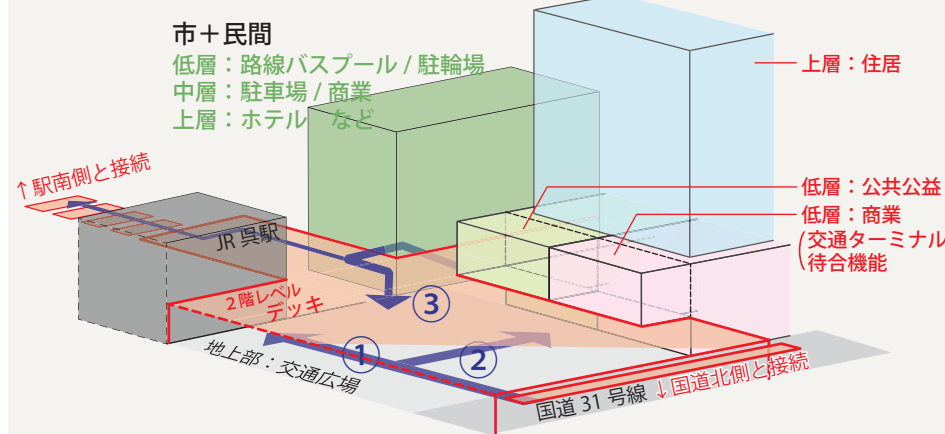 市＋民間
低層：路線バスプール / 駐輪場
中層：駐車場 / 商業
上層：ホテル　など
上層：住居
↑駅南側と接続
低層：公共公益
低層：商業
(交通ターミナル
待合機能
JR 呉駅
２階レベル
デッキ
③
①
②
地上部：交通広場
国道 31 号線
↓国道北側と接続